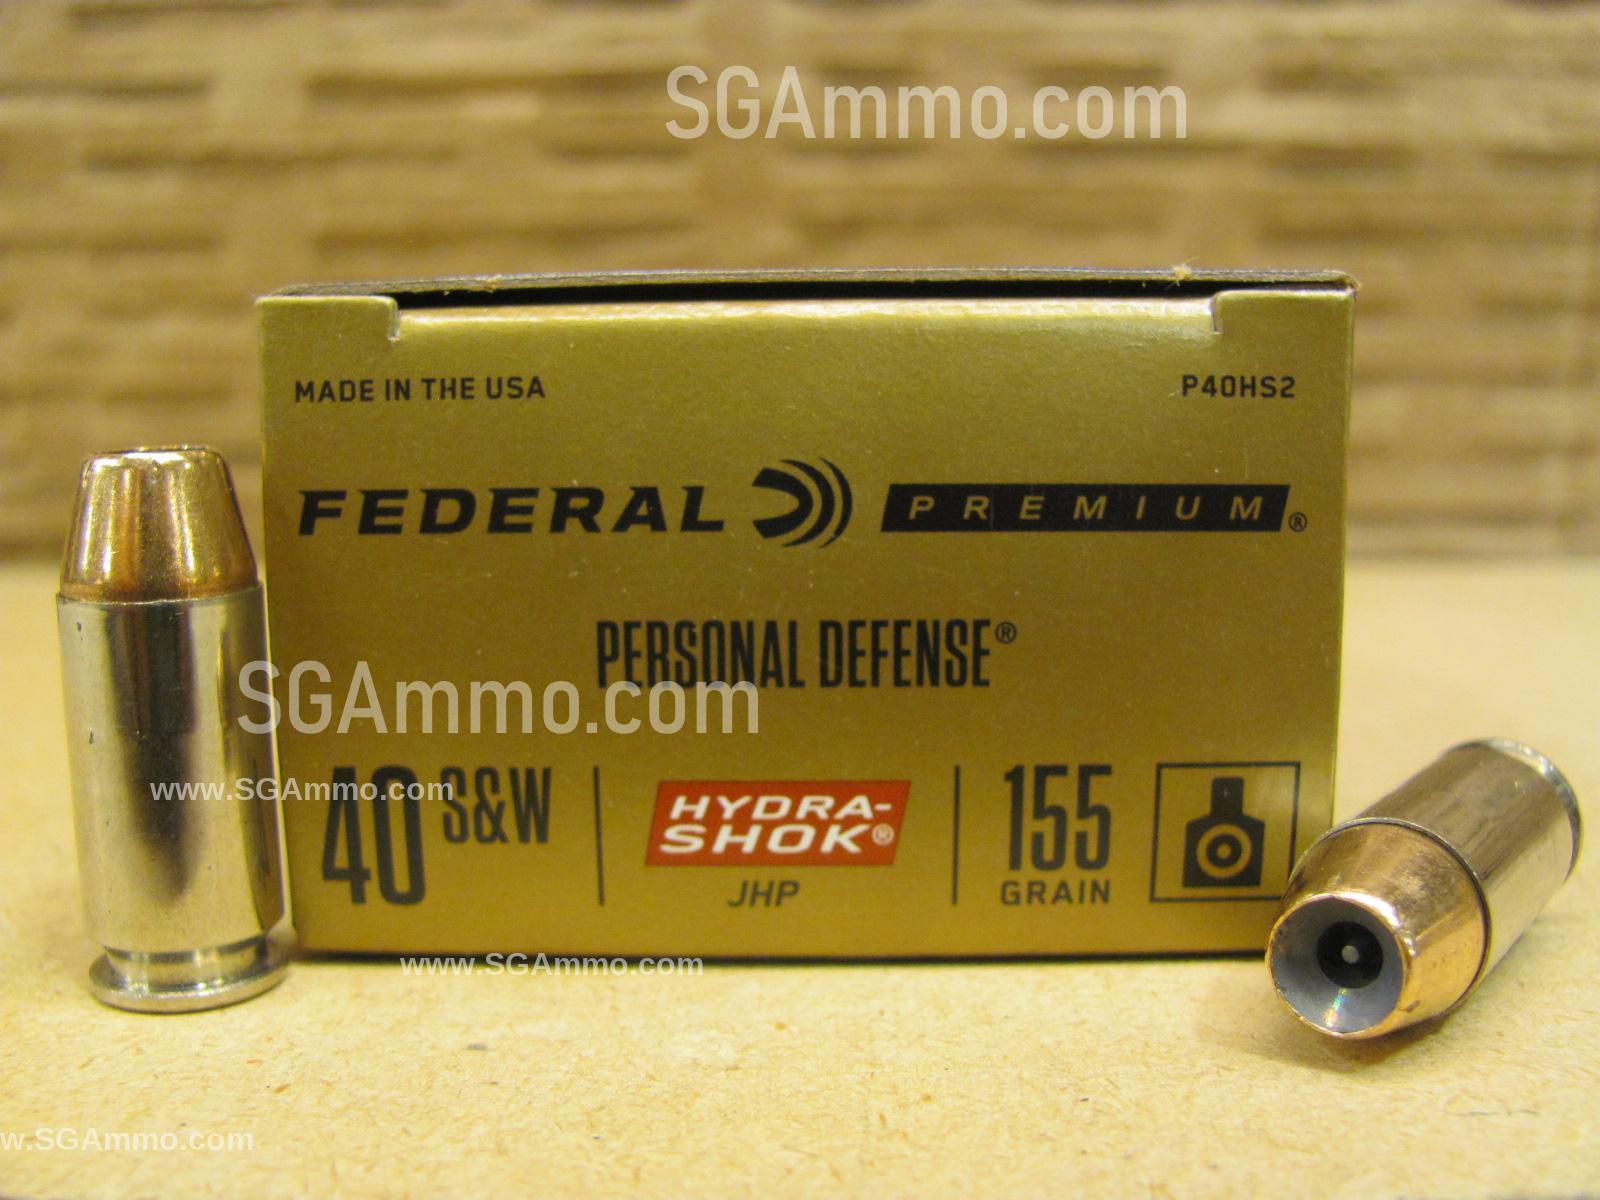 SGAmmo.com
MADE IN THE USA
P40HS2
FEDERAL PREMIUM®
PERSONAL DEFENSE®
SGAmmo.com
40 S&W
HYDRA-
SHOK®
JHP
155
GRAIN
www.SGAmmo.com
www.SGAmmo.com
w.SGAmmo.com